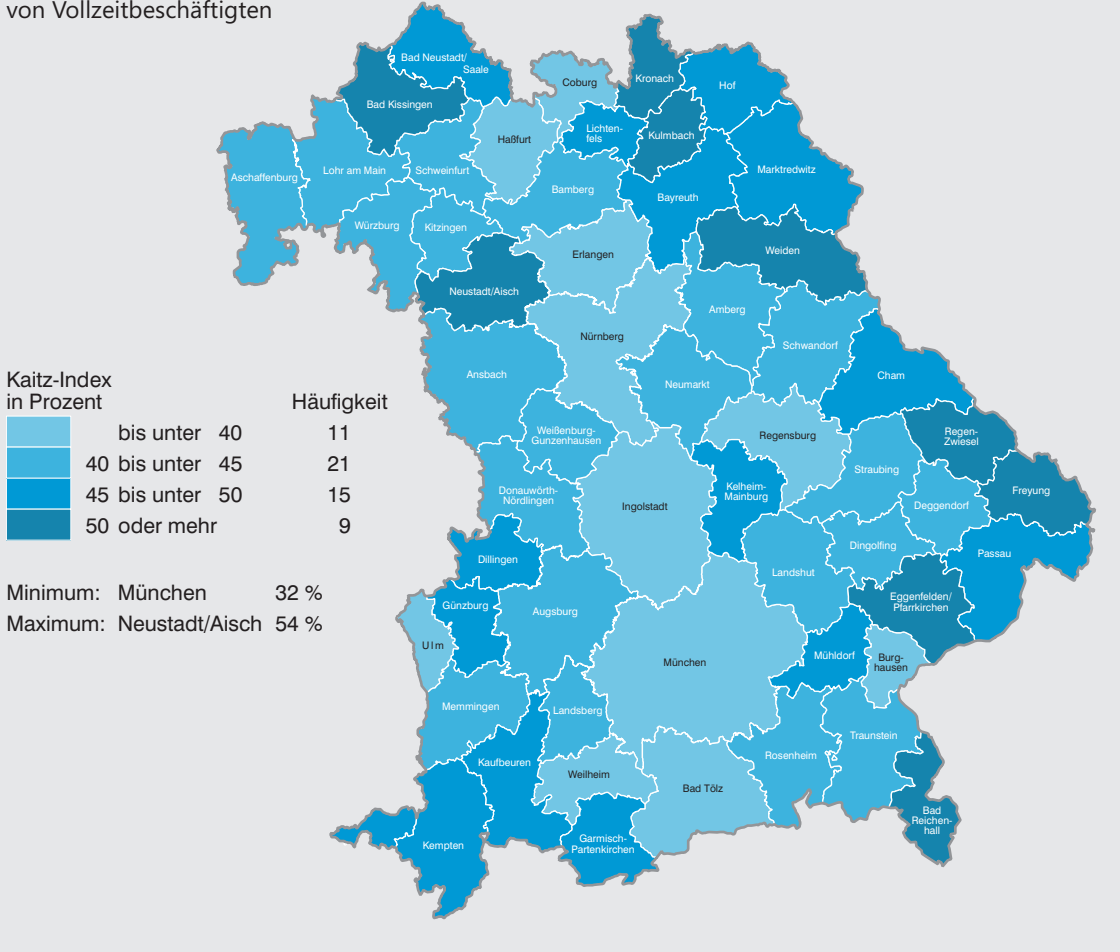 von Vollzeitbeschäftigten
Bad Neustadt/
Saale
Coburg
Kronach
Hof
Bad Kissingen
Haßfurt
Lichten-
fels
Kulmbach
Aschaffenburg
Lohr am Main
Schweinfurt
Bamberg
Bayreuth
Marktredwitz
Würzburg
Kitzingen
Erlangen
Weiden
Neustadt/Aisch
Nürnberg
Amberg
Schwandorf
Ansbach
Neumarkt
Cham
Kaitz-Index
in Prozent Häufigkeit
bis unter 40 11
40 bis unter 45 21
45 bis unter 50 15
50 oder mehr 9
Weißenburg-
Gunzenhausen
Regensburg
Regen-
Zwiesel
Straubing
Donauwörth-
Nördlingen
Ingolstadt
Kelheim-
Mainburg
Deggendorf
Freyung
Dillingen
Landshut
Dingolfing
Passau
Minimum: München 32 %
Maximum: Neustadt/Aisch 54 %
Günzburg
Augsburg
Eggenfelden/
Pfarrkirchen
Ulm
München
Mühldorf
Burg-
hausen
Memmingen
Landsberg
Traunstein
Kaufbeuren
Weilheim
Bad Tölz
Rosenheim
Kempten
Garmisch-
Partenkirchen
Bad
Reichen-
hall